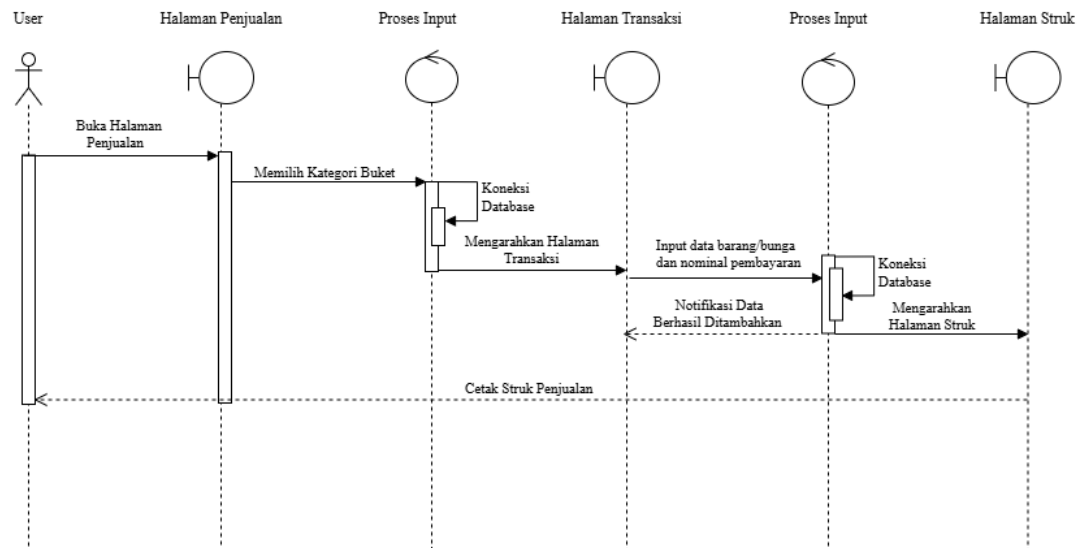 User
Halaman Penjualan
Proses Input
Halaman Transaksi
Proses Input
Halaman Struk
Buka Halaman
Penjualan
Memilih Kategori Buket
Koneksi
Database
Mengarahkan Halaman
Transaksi
Input data barang/bunga
dan nominal pembayaran
Koneksi
Database
Notifikasi Data
Berhasil Ditambahkan
Mengarahkan
Halaman Struk
Cetak Struk Penjualan